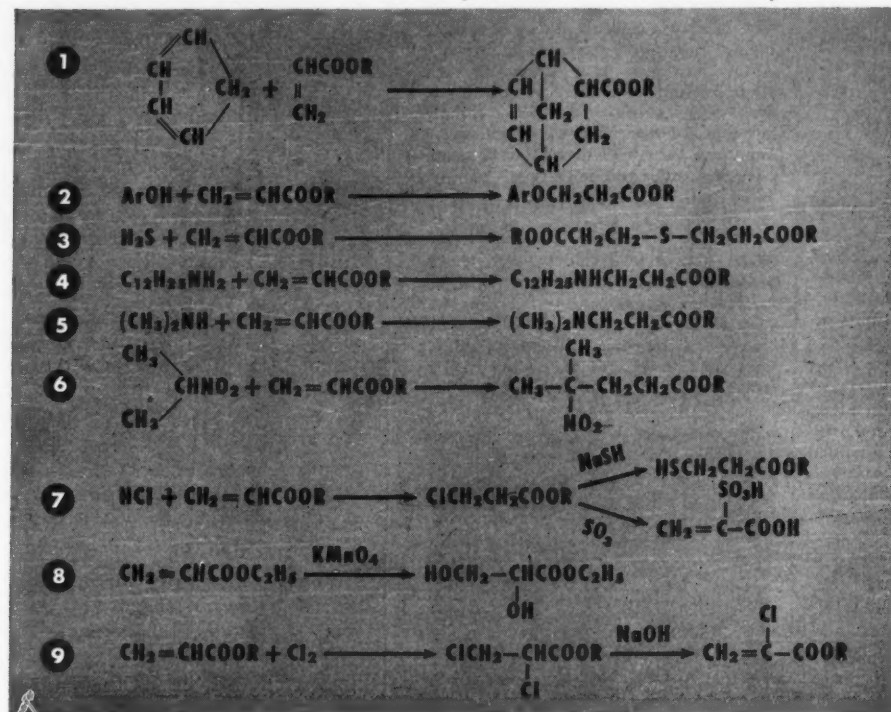 1
CH
CH CHCOOR
CH CH₂ + ‖
CH CH₂
CH
→
CH
CH CHCOOR
‖ CH₂
CH CH₂
CH
2 ArOH + CH₂=CHCOOR → ArOCH₂CH₂COOR
3 H₂S + CH₂=CHCOOR → ROOCCH₂CH₂–S–CH₂CH₂COOR
4 C₁₂H₂₅NH₂ + CH₂=CHCOOR → C₁₂H₂₅NHCH₂CH₂COOR
5 (CH₃)₂NH + CH₂=CHCOOR → (CH₃)₂NCH₂CH₂COOR
CH₃ CH₃
6 CHNO₂ + CH₂=CHCOOR → CH₃–C–CH₂CH₂COOR
CH₃ NO₂
NaSH HSCH₂CH₂COOR
7 HCl + CH₂=CHCOOR → ClCH₂CH₂COOR
SO₃H
SO₃ CH₂=C–COOH
KMnO₄
8 CH₂=CHCOOC₂H₅ → HOCH₂–CHCOOC₂H₅
OH
Cl
NaOH
9 CH₂=CHCOOR + Cl₂ → ClCH₂–CHCOOR → CH₂=C–COOR
Cl